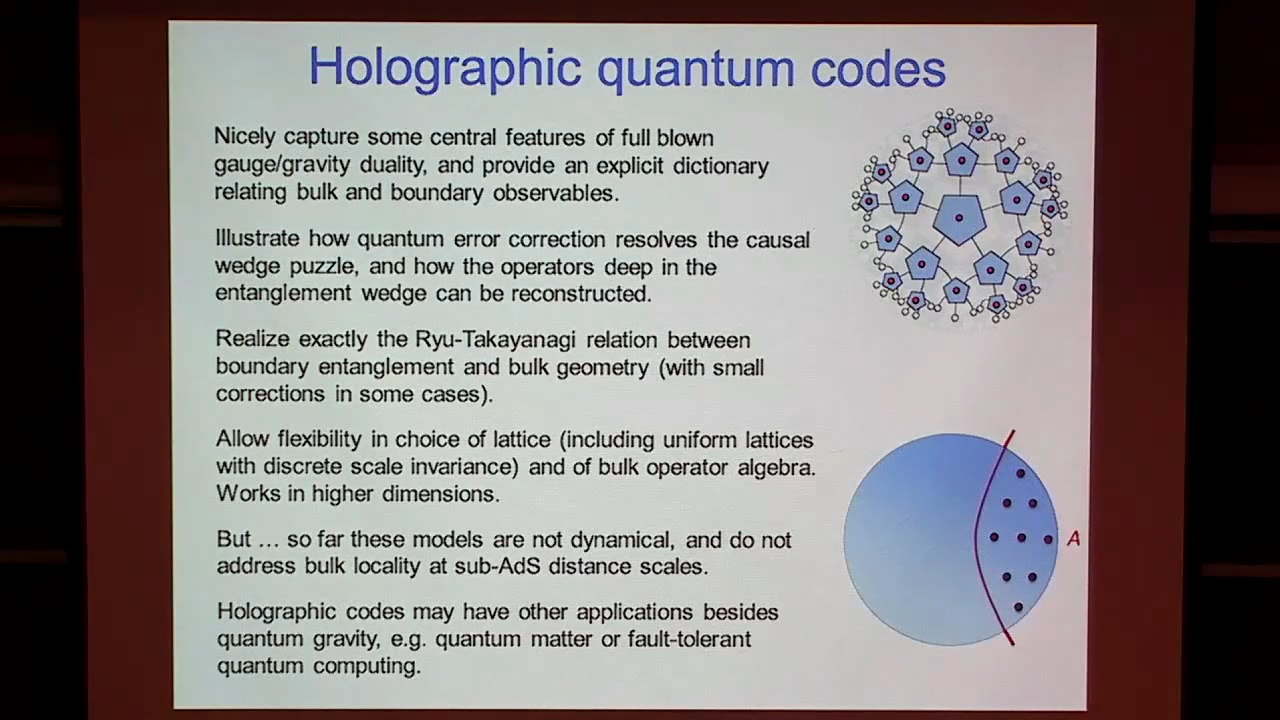 Holographic quantum codes
Nicely capture some central features of full blown
gauge/gravity duality, and provide an explicit dictionary
relating bulk and boundary observables.
Illustrate how quantum error correction resolves the causal
wedge puzzle, and how the operators deep in the
entanglement wedge can be reconstructed.
Realize exactly the Ryu-Takayanagi relation between
boundary entanglement and bulk geometry (with small
corrections in some cases).
Allow flexibility in choice of lattice (including uniform lattices
with discrete scale invariance) and of bulk operator algebra.
Works in higher dimensions.
But … so far these models are not dynamical, and do not
address bulk locality at sub-AdS distance scales.
Holographic codes may have other applications besides
quantum gravity, e.g. quantum matter or fault-tolerant
quantum computing.
A